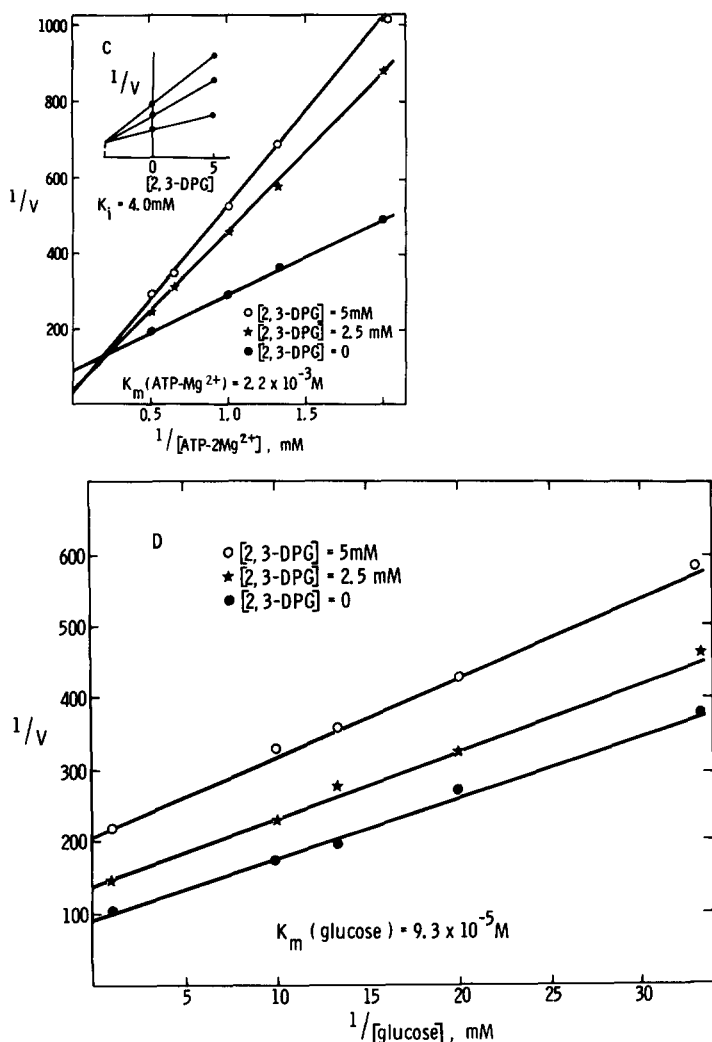 1000
C
1/V
800
600
0 5
[2,3-DPG]
1/V
Ki = 4.0mM
400
○ [2,3-DPG] = 5mM
★ [2,3-DPG] = 2.5 mM
● [2,3-DPG] = 0
200
Km (ATP-Mg2+) = 2.2 x 10-3M
0.5 1.0 1.5
1/[ATP-2Mg2+] , mM
D
600
○ [2,3-DPG] = 5mM
★ [2,3-DPG] = 2.5 mM
● [2,3-DPG] = 0
500
400
1/V
300
200
100
Km (glucose) = 9.3 x 10-5M
5 10 15 20 25 30
1/[glucose] , mM